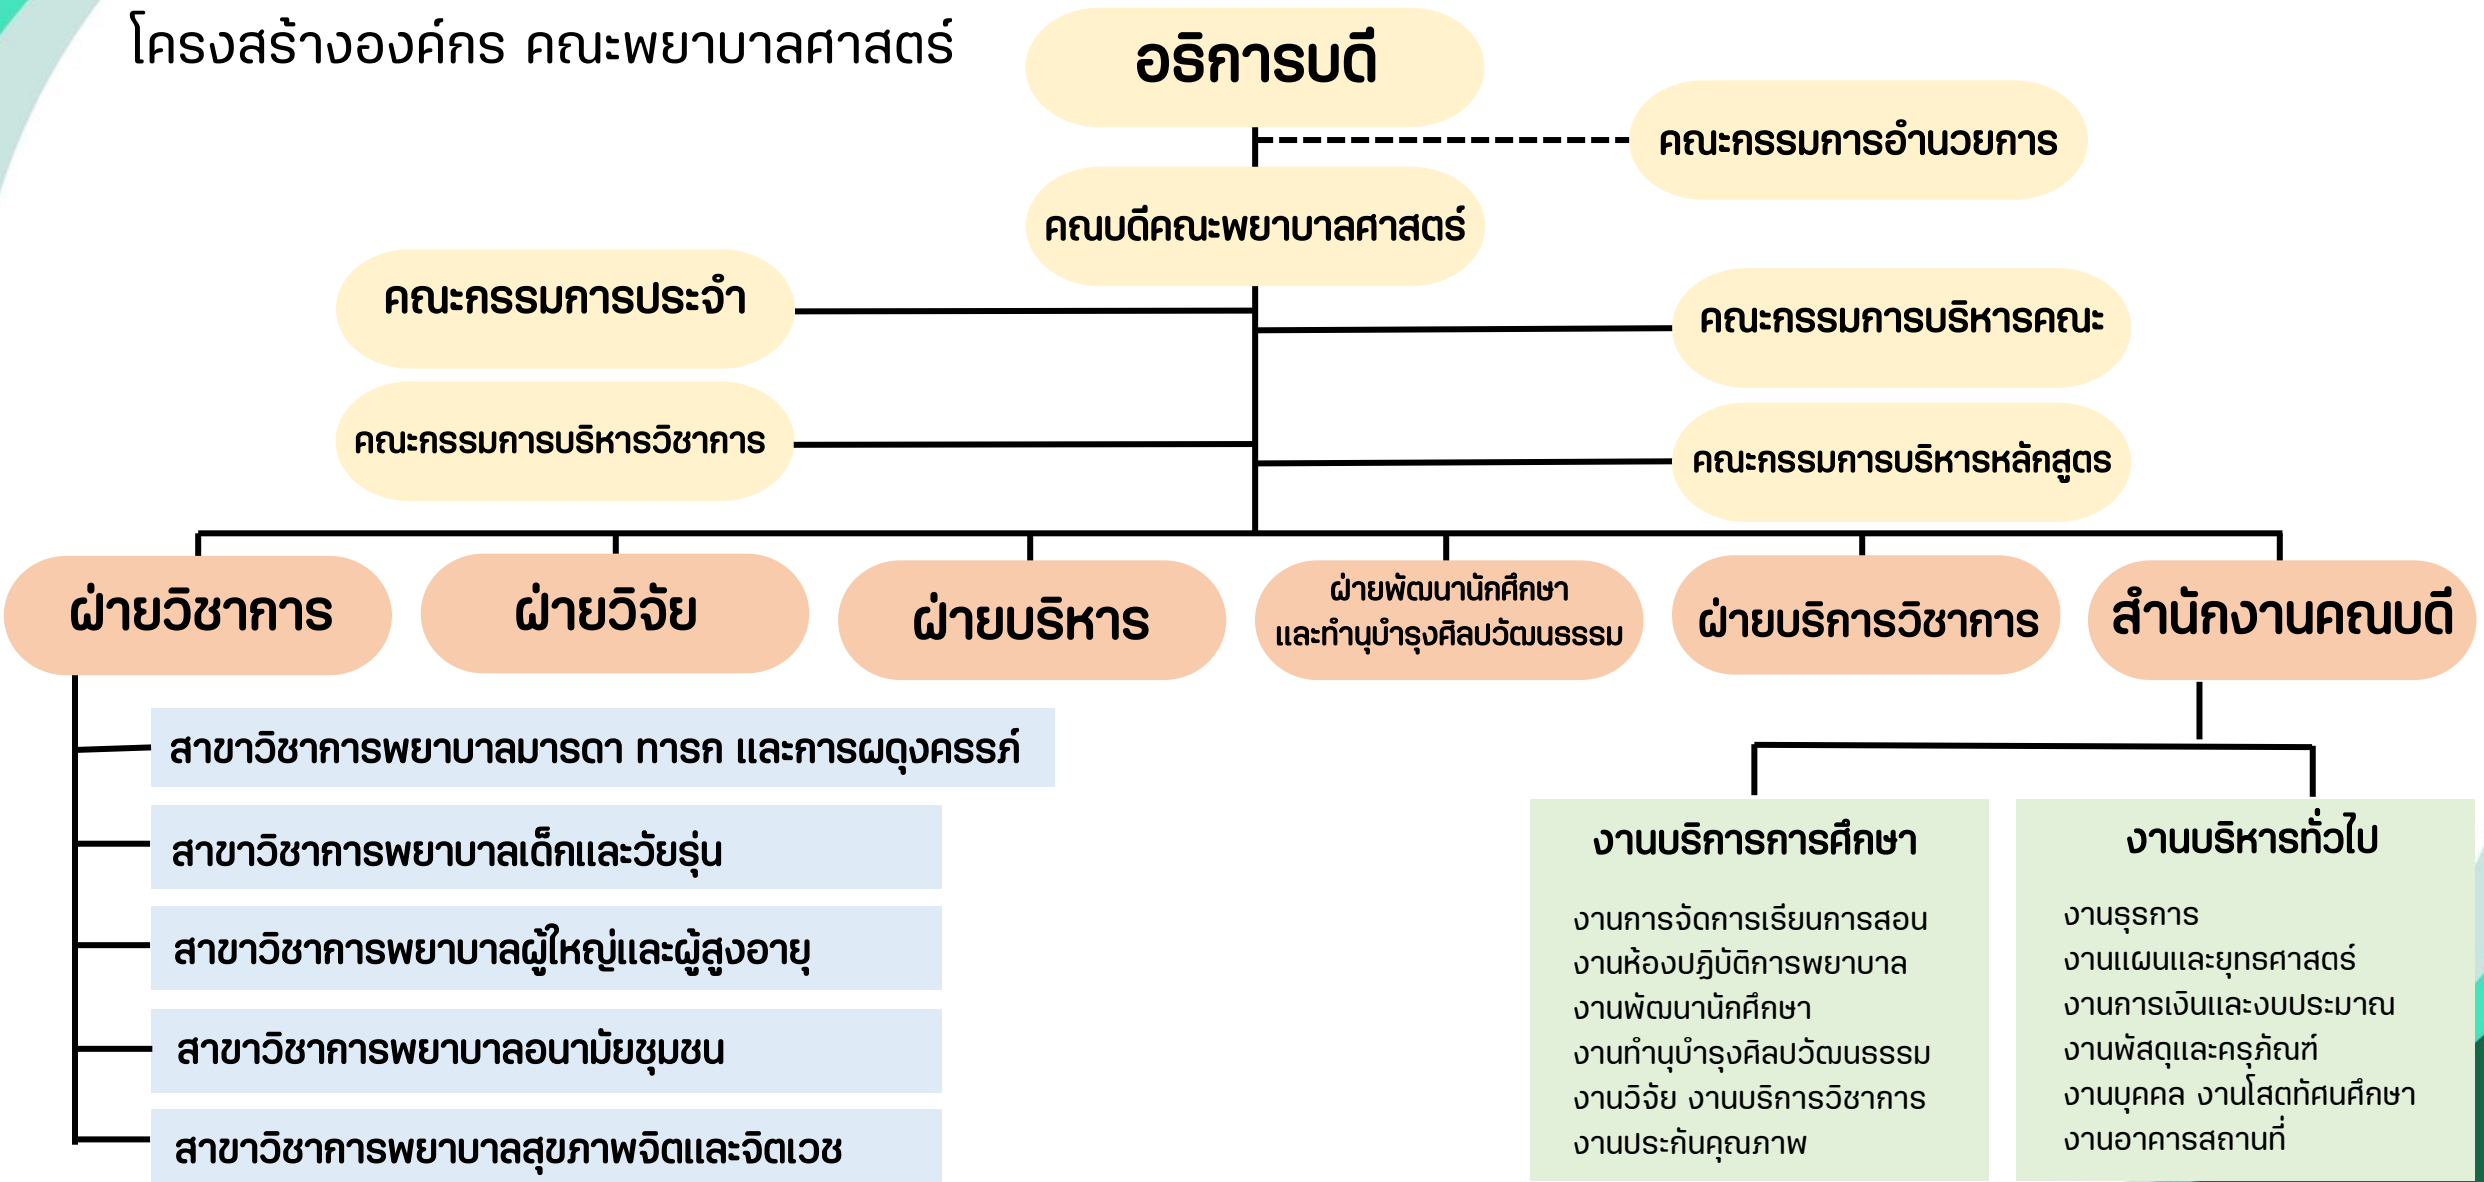 โครงสร้างองค์กร คณะพยาบาลศาสตร์
อธิการบดี
คณะกรรมการอำนวยการ
คณบดีคณะพยาบาลศาสตร์
คณะกรรมการประจำ
คณะกรรมการบริหารคณะ
คณะกรรมการบริหารวิชาการ
คณะกรรมการบริหารหลักสูตร
ฝ่ายวิชาการ
ฝ่ายวิจัย
ฝ่ายบริหาร
ฝ่ายพัฒนานักศึกษา
และทำนุบำรุงศิลปวัฒนธรรม
ฝ่ายบริการวิชาการ
สำนักงานคณบดี
สาขาวิชาการพยาบาลมารดา ทารก และการผดุงครรภ์
สาขาวิชาการพยาบาลเด็กและวัยรุ่น
สาขาวิชาการพยาบาลผู้ใหญ่และผู้สูงอายุ
สาขาวิชาการพยาบาลอนามัยชุมชน
สาขาวิชาการพยาบาลสุขภาพจิตและจิตเวช
งานบริการการศึกษา
งานการจัดการเรียนการสอน
งานห้องปฏิบัติการพยาบาล
งานพัฒนานักศึกษา
งานทำนุบำรุงศิลปวัฒนธรรม
งานวิจัย งานบริการวิชาการ
งานประกันคุณภาพ
งานบริหารทั่วไป
งานธุรการ
งานแผนและยุทธศาสตร์
งานการเงินและงบประมาณ
งานพัสดุและครุภัณฑ์
งานบุคคล งานโสตทัศนศึกษา
งานอาคารสถานที่